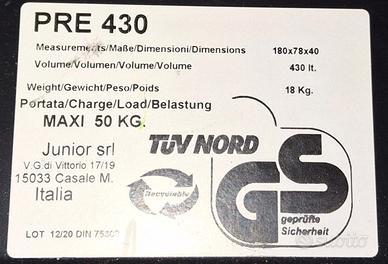 PRE 430
Measurements/Maße/Dimensioni/Dimensions 180x78x40
Volume/Volumen/Volume/Volume 430 lt.
Weight/Gewicht/Peso/Poids 18 Kg.
Portata/Charge/Load/Belastung
MAXI 50 KG.
Junior srl
V.G.di Vittorio 17/19
15033 Casale M.
Italia
TÜV NORD
Recyclable
GS
geprüfte
Sicherheit
LOT 12/20 DIN
subito